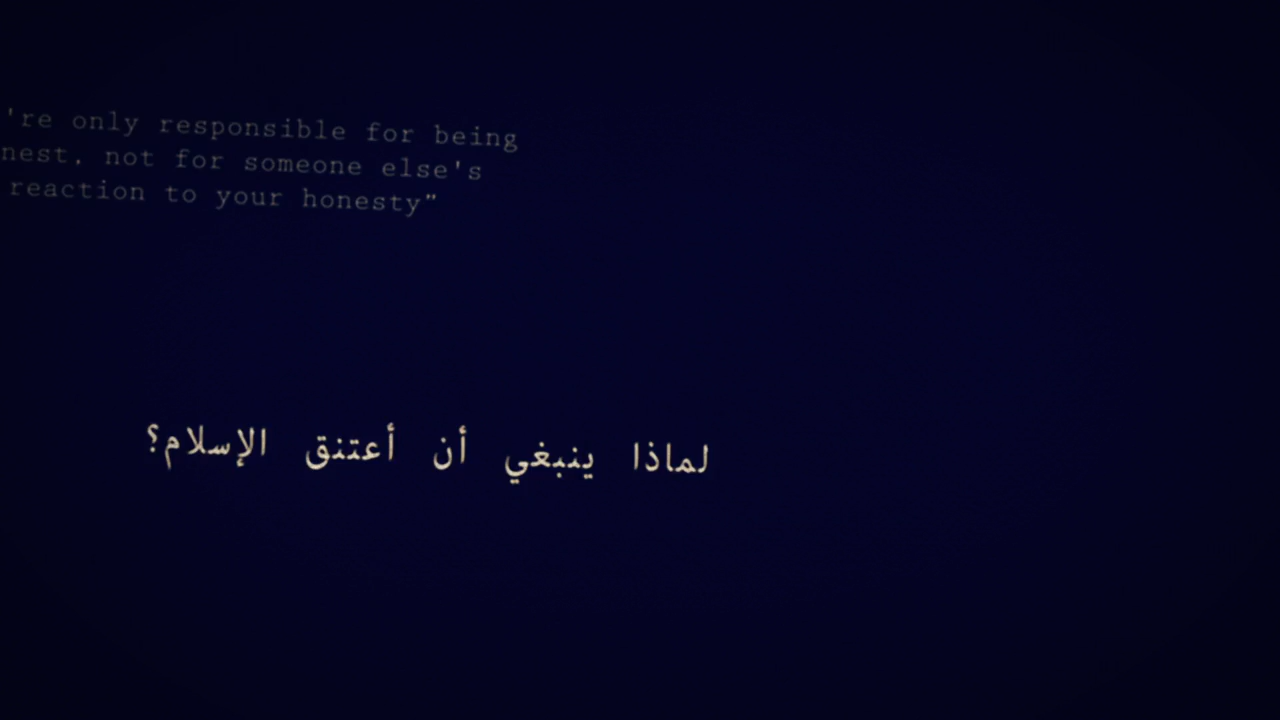 're only responsible for being
nest, not for someone else's
reaction to your honesty”
لماذا ينبغي أن أعتنق الإسلام؟